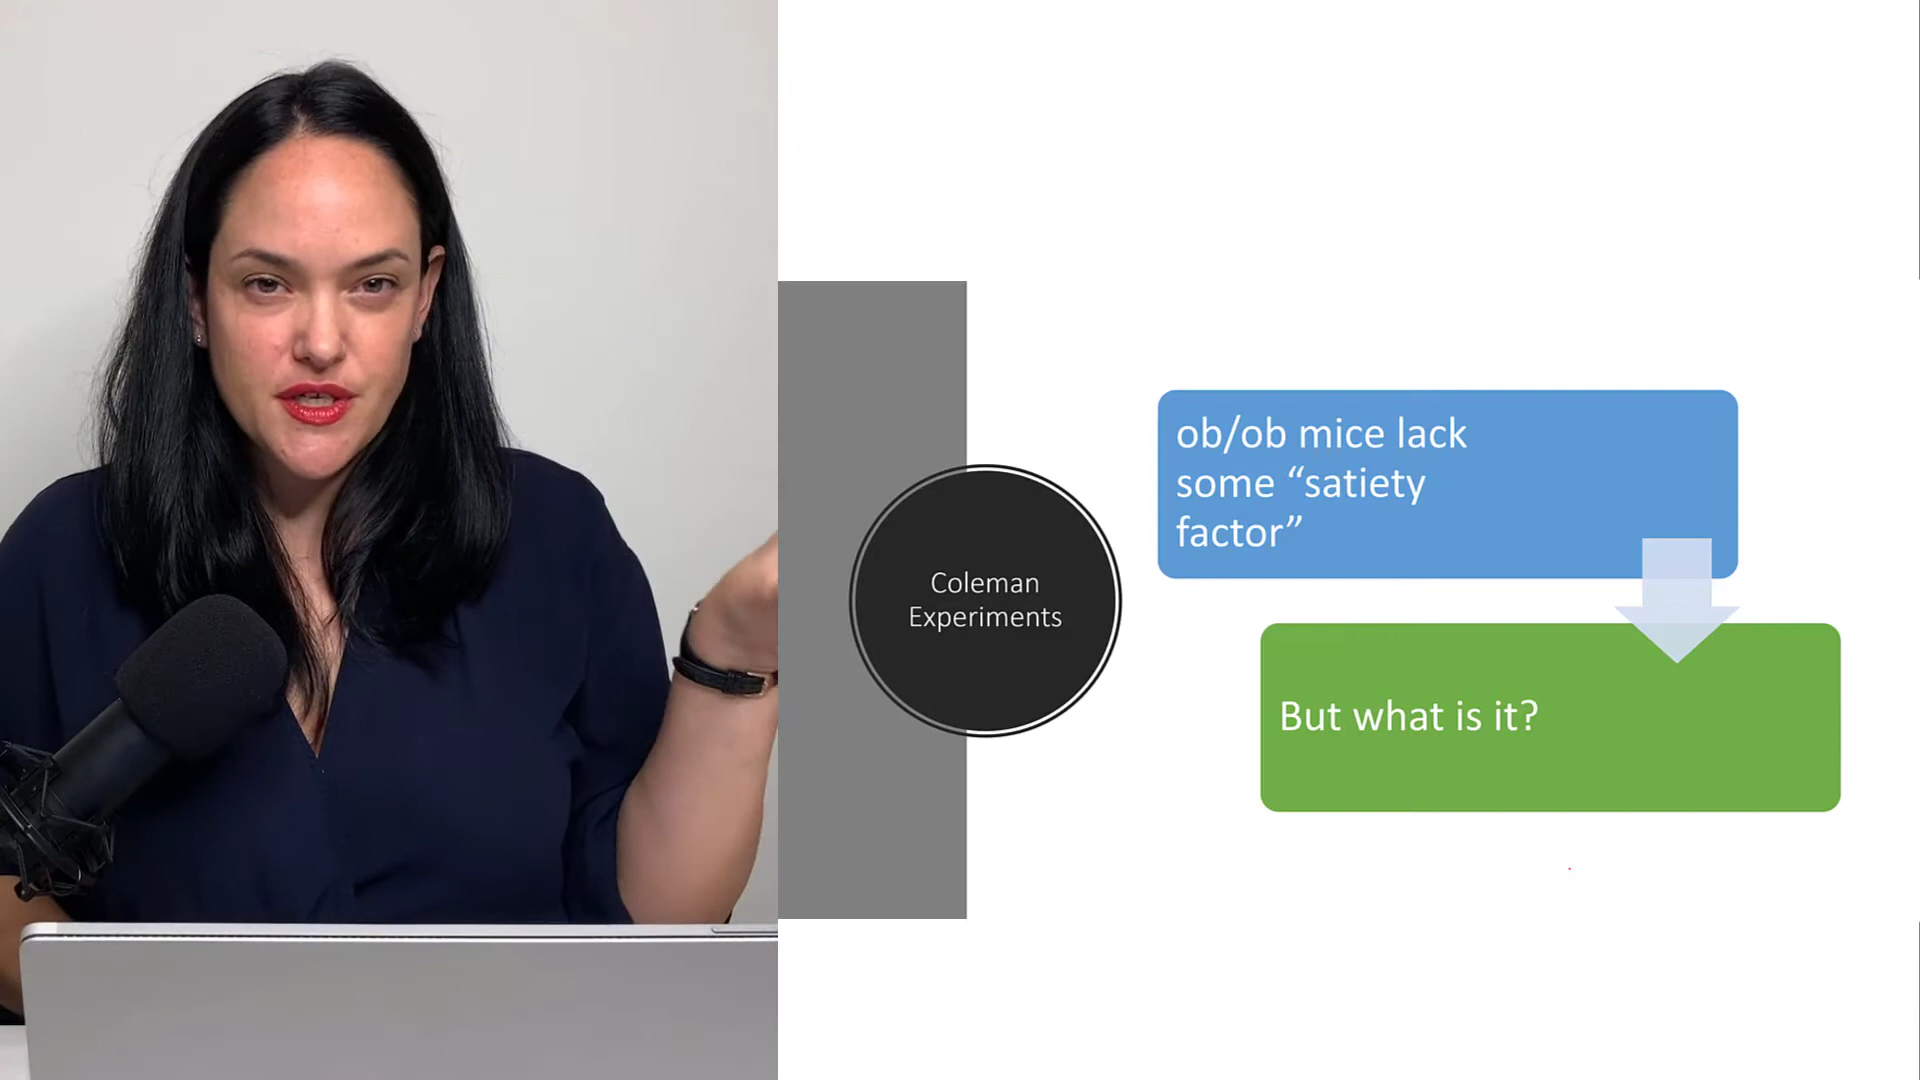 Coleman
Experiments
ob/ob mice lack
some “satiety
factor”
But what is it?